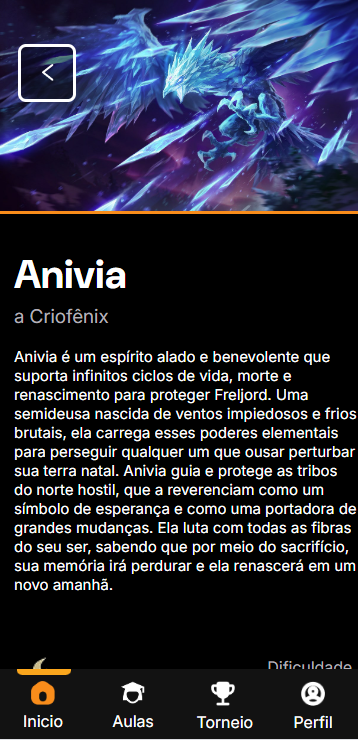 Anivia
a Criofênix
Anivia é um espírito alado e benevolente que
suporta infinitos ciclos de vida, morte e
renascimento para proteger Freljord. Uma
semideusa nascida de ventos impiedosos e frios
brutais, ela carrega esses poderes elementais
para perseguir qualquer um que ousar perturbar
sua terra natal. Anivia guia e protege as tribos
do norte hostil, que a reverenciam como um
símbolo de esperança e como uma portadora de
grandes mudanças. Ela luta com todas as fibras
do seu ser, sabendo que por meio do sacrifício,
sua memória irá perdurar e ela renascerá em um
novo amanhã.
Dificuldade
Inicio Aulas Torneio Perfil